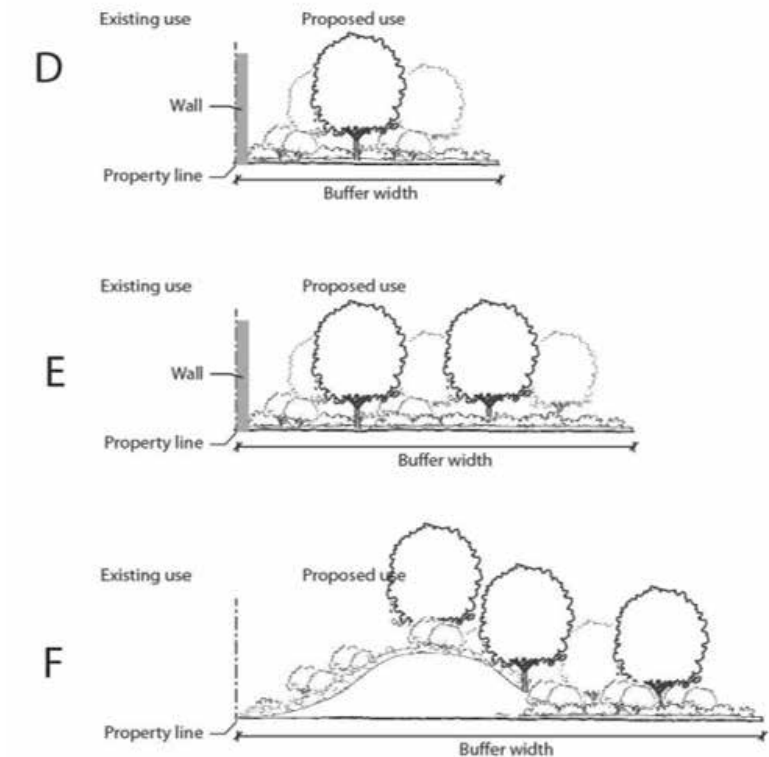 Existing use Proposed use
D
Wall
Property line
Buffer width
Existing use Proposed use
E
Wall
Property line
Buffer width
Existing use Proposed use
F
Property line
Buffer width